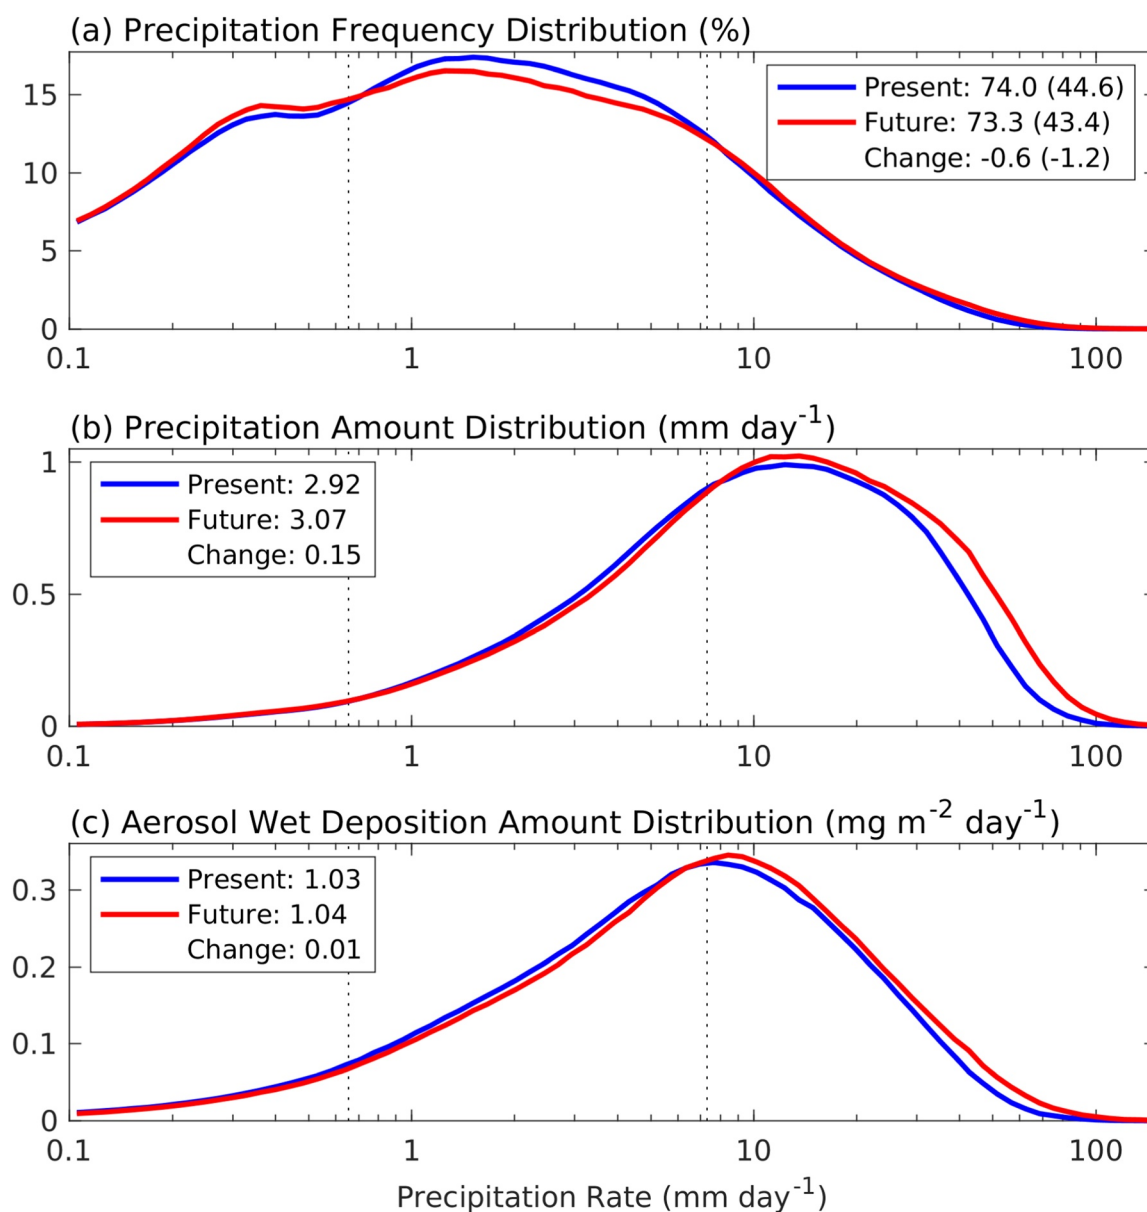 (a) Precipitation Frequency Distribution (%)
15
10
5
0
Present: 74.0 (44.6)
Future: 73.3 (43.4)
Change: -0.6 (-1.2)
0.1 1 10 100
(b) Precipitation Amount Distribution (mm day⁻¹)
1
0.5
0
Present: 2.92
Future: 3.07
Change: 0.15
0.1 1 10 100
(c) Aerosol Wet Deposition Amount Distribution (mg m⁻² day⁻¹)
0.3
0.2
0.1
0
Present: 1.03
Future: 1.04
Change: 0.01
0.1 1 10 100
Precipitation Rate (mm day⁻¹)